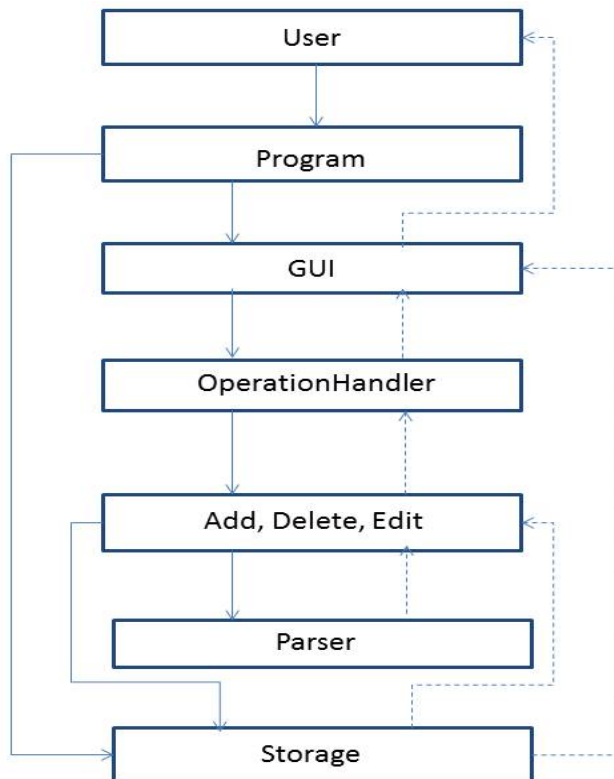 User
Program
GUI
OperationHandler
Add, Delete, Edit
Parser
Storage